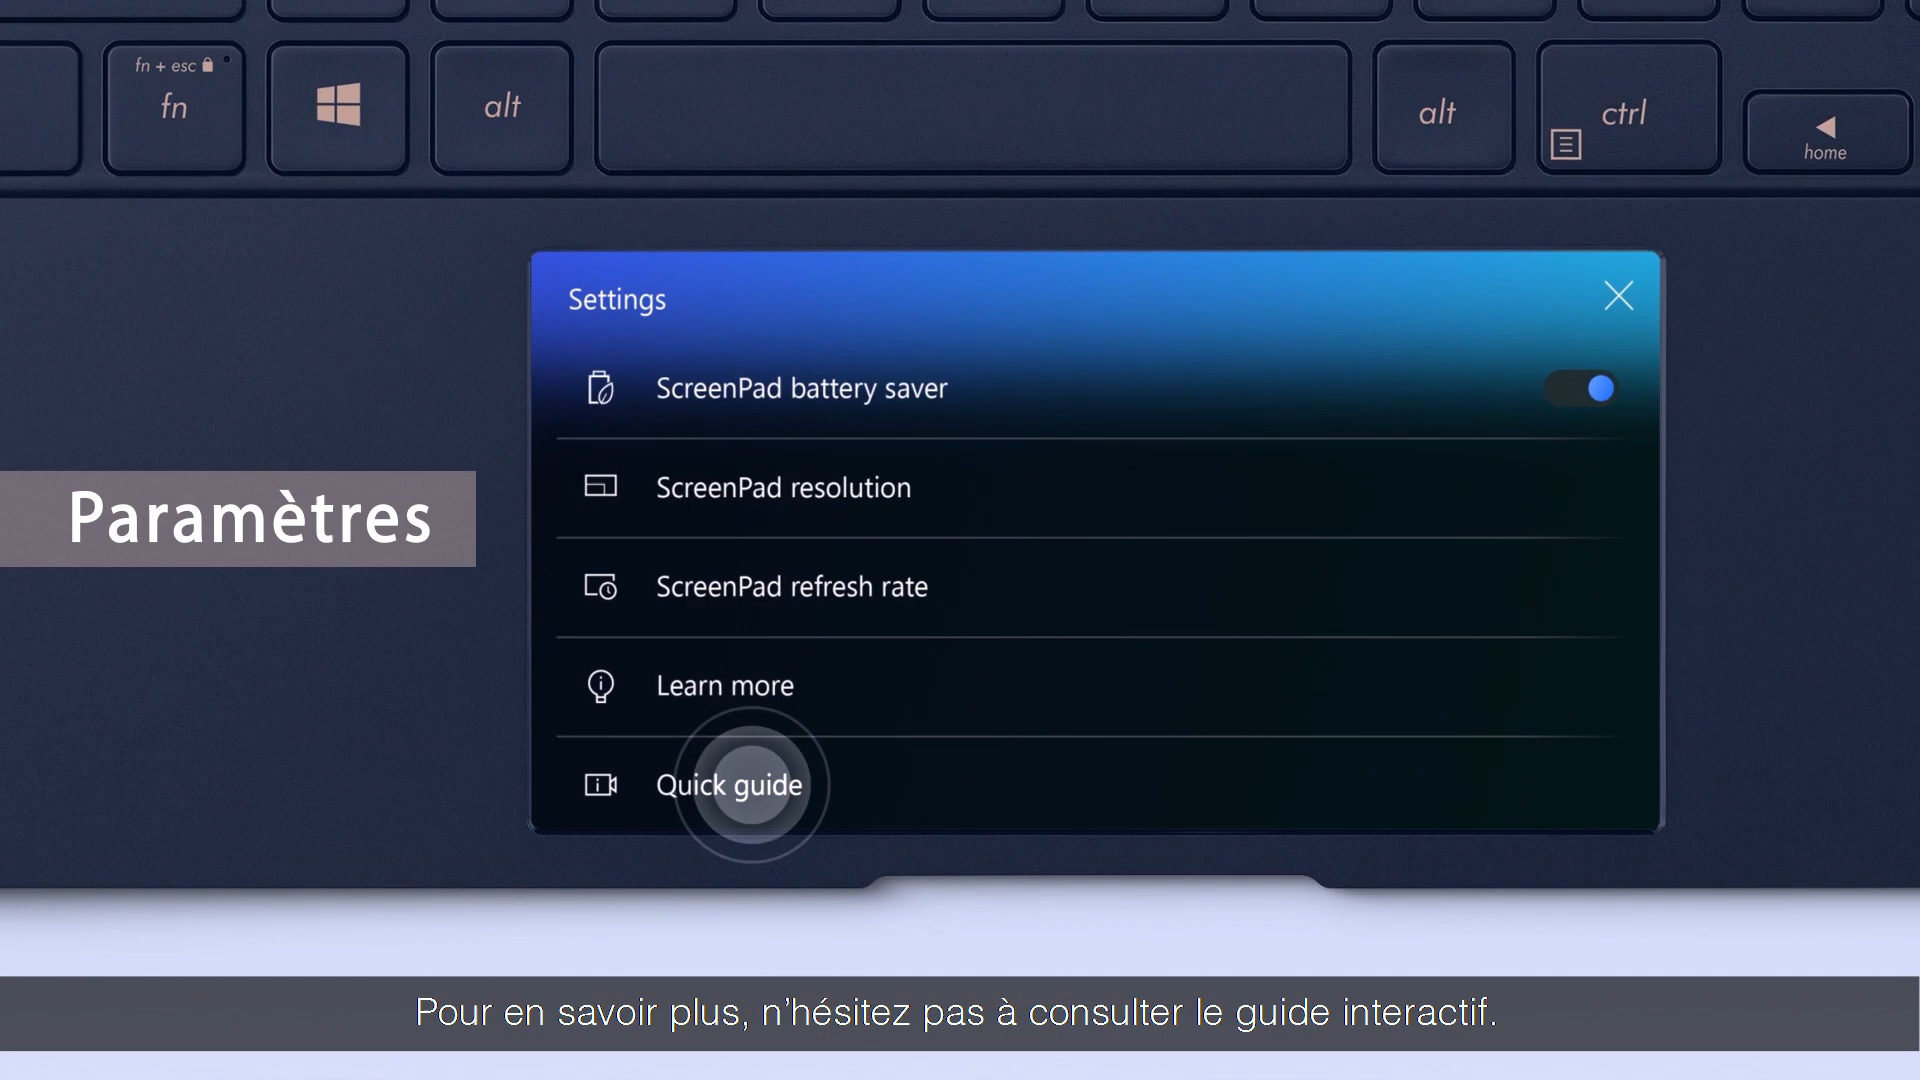 fn + esc
fn
alt
alt
ctrl
home
Settings
ScreenPad battery saver
ScreenPad resolution
Paramètres
ScreenPad refresh rate
Learn more
Quick guide
Pour en savoir plus, n’hésitez pas à consulter le guide interactif.